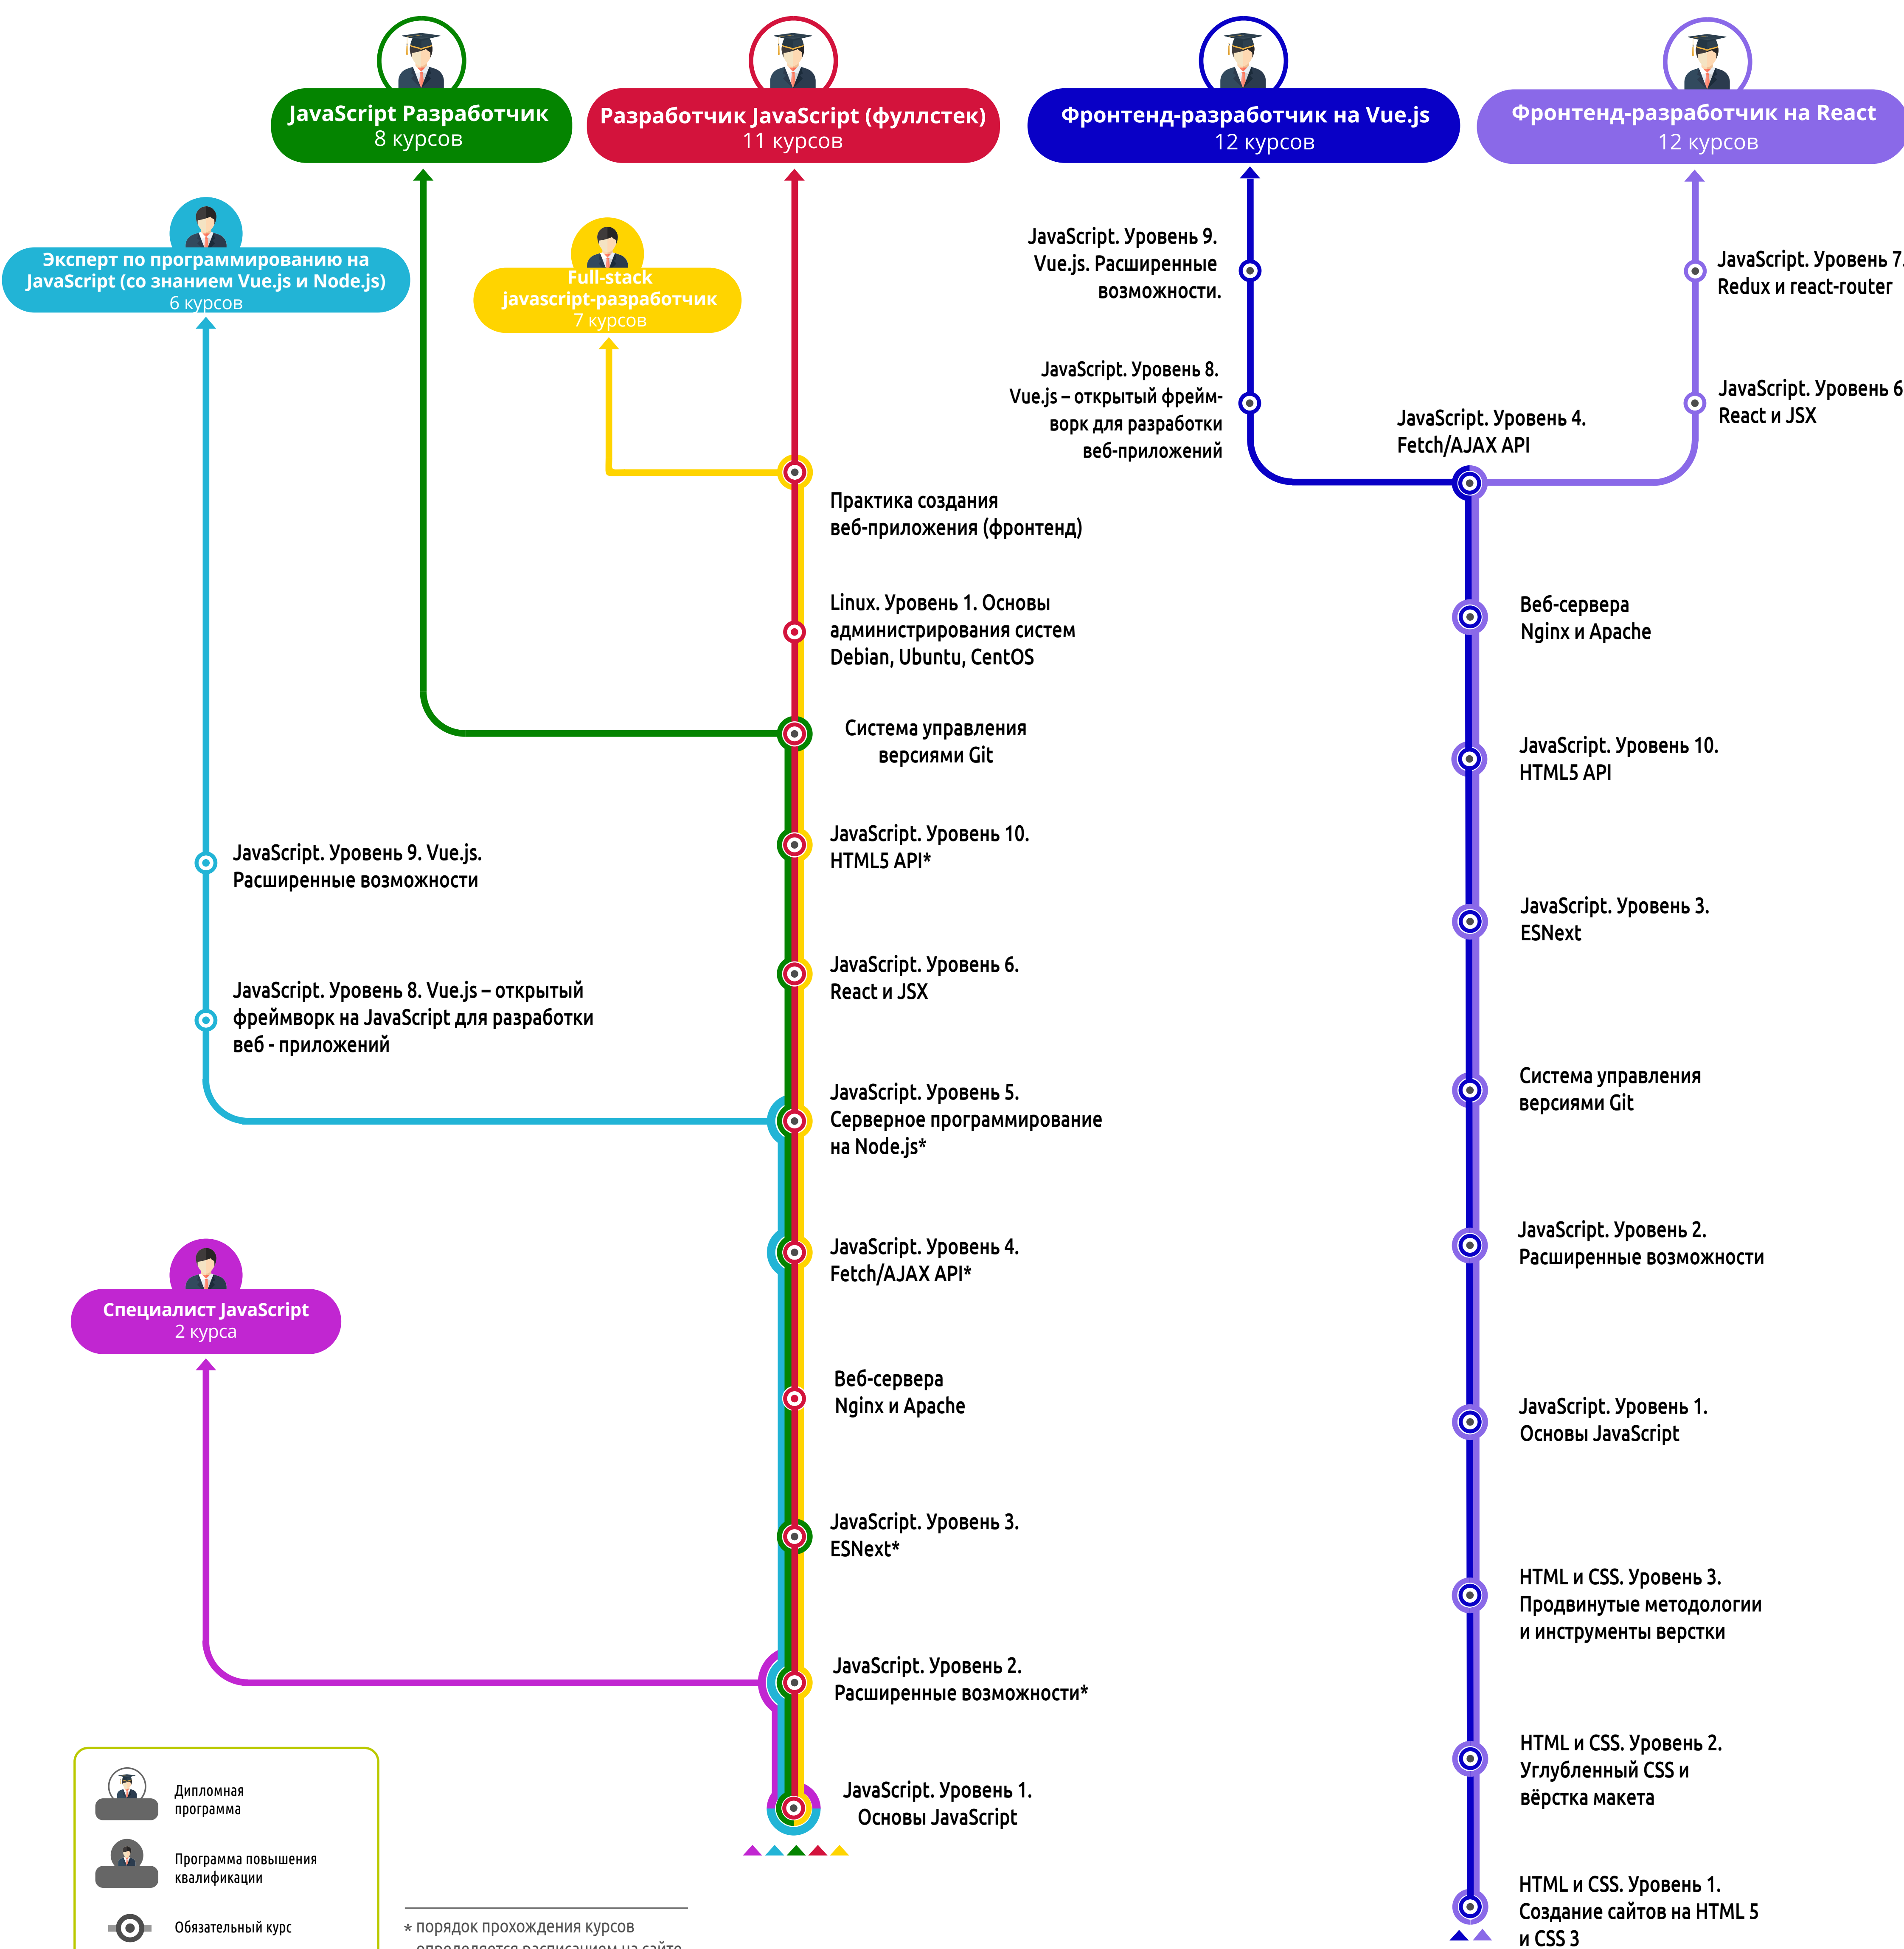 JavaScript Разработчик
8 курсов
Разработчик JavaScript (фуллстек)
11 курсов
Фронтенд-разработчик на Vue.js
12 курсов
Фронтенд-разработчик на React
12 курсов
Эксперт по программированию на
JavaScript (со знанием Vue.js и Node.js)
6 курсов
Full-stack
javascript-разработчик
7 курсов
JavaScript. Уровень 9.
Vue.js. Расширенные
возможности.
JavaScript. Уровень 7.
Redux и react-router
JavaScript. Уровень 8.
Vue.js – открытый фрейм-
ворк для разработки
веб-приложений
JavaScript. Уровень 6
React и JSX
JavaScript. Уровень 4.
Fetch/AJAX API
Практика создания
веб-приложения (фронтенд)
Linux. Уровень 1. Основы
администрирования систем
Debian, Ubuntu, CentOS
Система управления
версиями Git
JavaScript. Уровень 10.
HTML5 API*
JavaScript. Уровень 6.
React и JSX
JavaScript. Уровень 5.
Серверное программирование
на Node.js*
JavaScript. Уровень 4.
Fetch/AJAX API*
Веб-сервера
Nginx и Apache
JavaScript. Уровень 3.
ESNext*
JavaScript. Уровень 2.
Расширенные возможности*
JavaScript. Уровень 1.
Основы JavaScript
JavaScript. Уровень 9. Vue.js.
Расширенные возможности
JavaScript. Уровень 8. Vue.js – открытый
фреймворк на JavaScript для разработки
веб - приложений
Специалист JavaScript
2 курса
Веб-сервера
Nginx и Apache
JavaScript. Уровень 10.
HTML5 API
JavaScript. Уровень 3.
ESNext
Система управления
версиями Git
JavaScript. Уровень 2.
Расширенные возможности
JavaScript. Уровень 1.
Основы JavaScript
HTML и CSS. Уровень 3.
Продвинутые методологии
и инструменты верстки
HTML и CSS. Уровень 2.
Углубленный CSS и
вёрстка макета
HTML и CSS. Уровень 1.
Создание сайтов на HTML 5
и CSS 3
Дипломная
программа
Программа повышения
квалификации
Обязательный курс
* порядок прохождения курсов
определяется расписанием на сайте